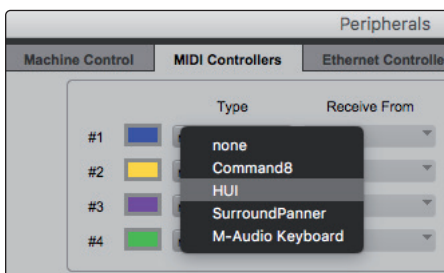 Peripherals
Machine Control MIDI Controllers Ethernet Controlle
Type Receive From
#1
none
#2 Command8
HUI
#3 SurroundPanner
#4 M-Audio Keyboard